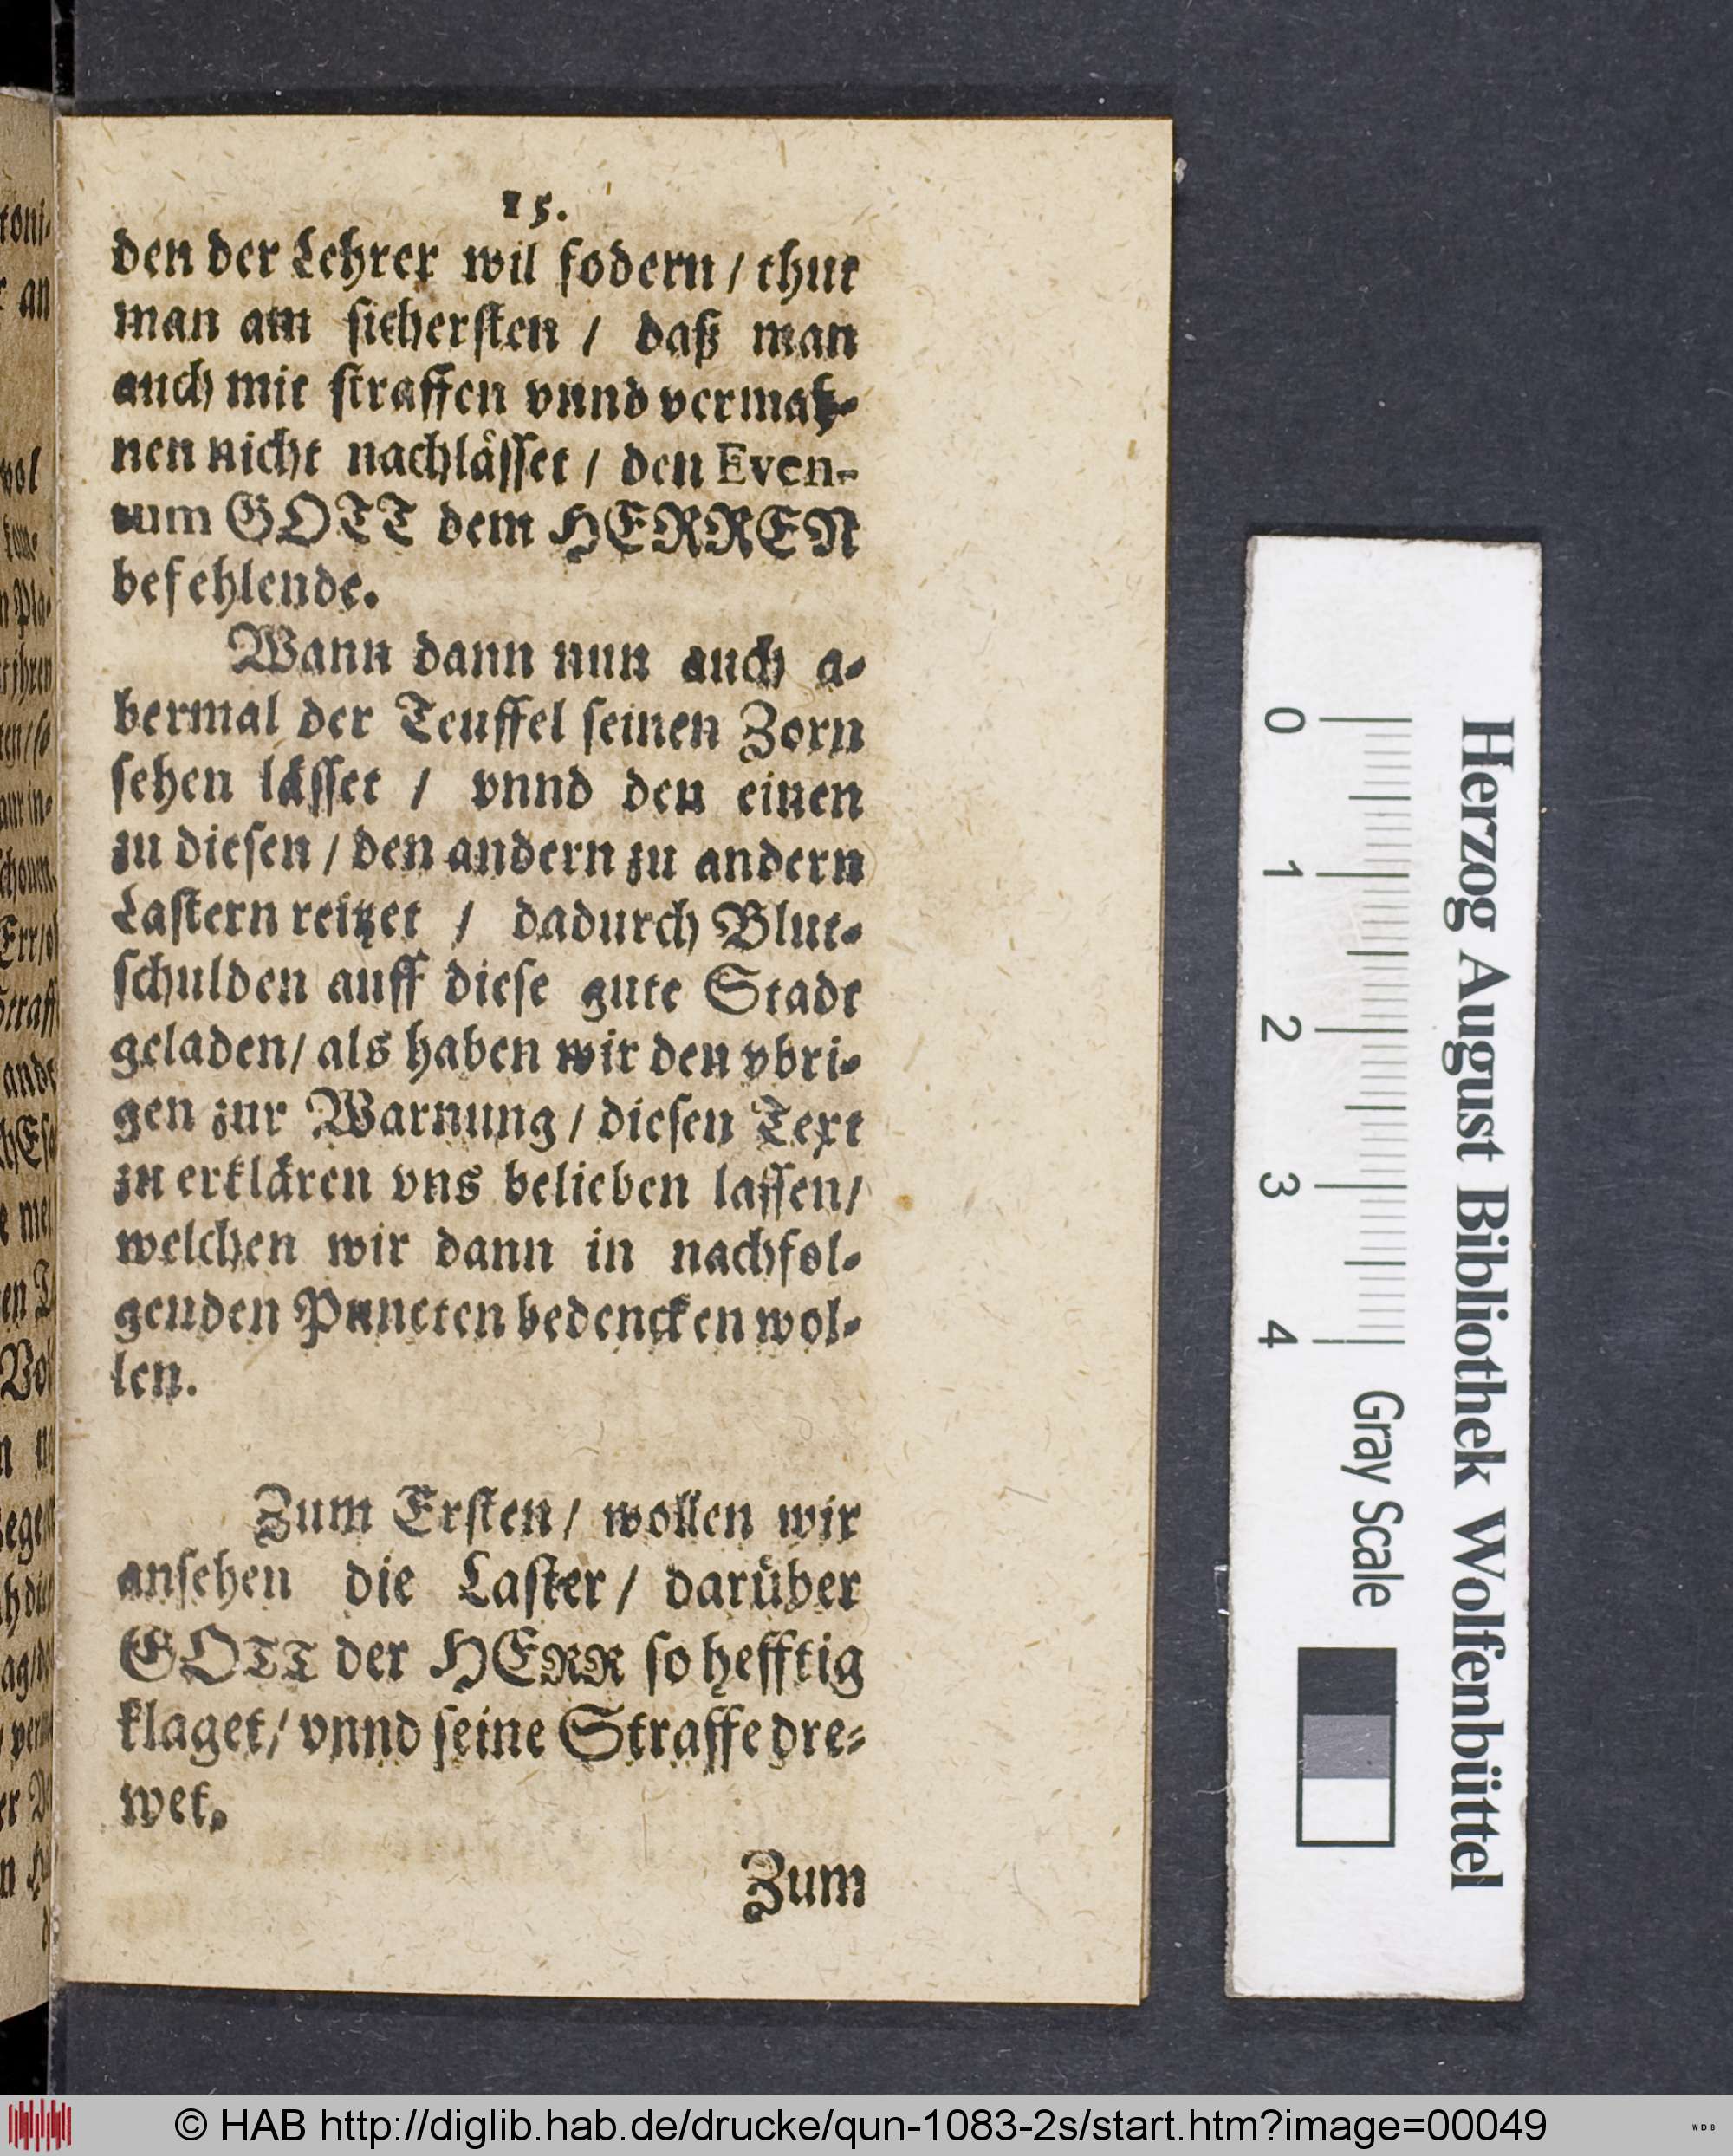 15.
den der Lehrer wil fodern / thut
man am sichersten / daß man
auch mit straffen vnnd vermah-
nen nicht nachlåsset / den Even-
tum GOTT dem HERREN
befehlende.
Wann dann nun auch a-
bermal der Teuffel seinen Zorn
sehen låsset / vnnd den einen
zu diesen / den andern zu andern
Lastern reitzet / dadurch Blut-
schulden auff diese gute Stadt
geladen / als haben wir den vbri-
gen zur Warnung / diesen Text
zu erklåren vns belieben lassen /
welchen wir dann in nachfol-
genden Puncten bedencken wol-
len.
Zum Ersten / wollen wir
ansehen die Laster / darůber
GOTT der HERR so hefftig
klaget / vnnd seine Straffe dre-
wet.
Zum
Herzog August Bibliothek Wolfenbüttel
0 1 2 3 4 Gray Scale
© HAB http://diglib.hab.de/drucke/qun-1083-2s/start.htm?image=00049
WDB